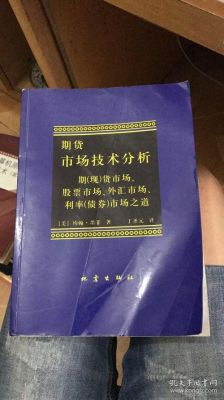 期货
市场技术分析
期(现)货市场、
股票市场、外汇市场、
利率(债券)市场之道
[美] 约翰·墨菲 著 丁圣元 译
地震出版社